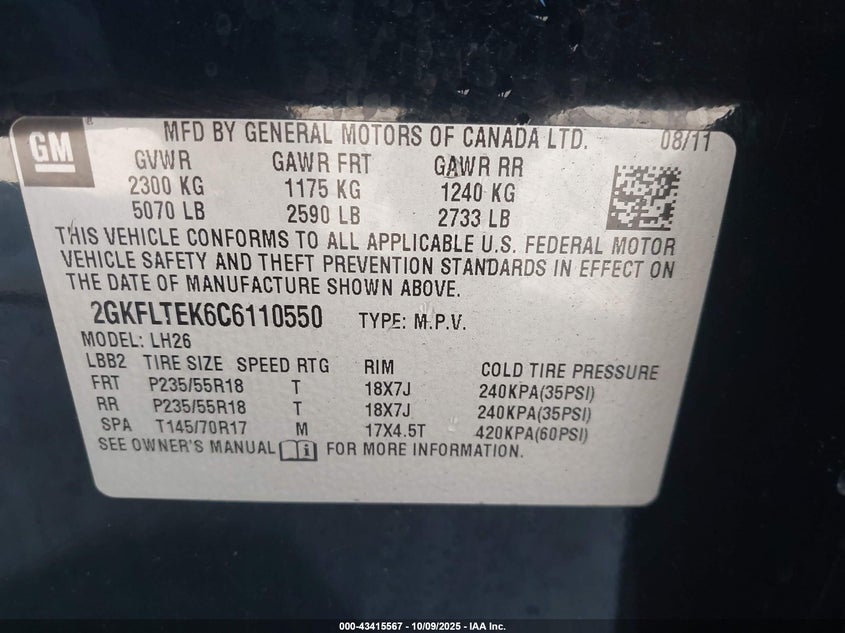 GM
MFD BY GENERAL MOTORS OF CANADA LTD. 08/11
GVWR GAWR FRT GAWR RR
2300 KG 1175 KG 1240 KG
5070 LB 2590 LB 2733 LB
THIS VEHICLE CONFORMS TO ALL APPLICABLE U.S. FEDERAL MOTOR
VEHICLE SAFETY AND THEFT PREVENTION STANDARDS IN EFFECT ON
THE DATE OF MANUFACTURE SHOWN ABOVE.
2GKFLTEK6C6110550 TYPE: M.P.V.
MODEL: LH26
LBB2 TIRE SIZE SPEED RTG RIM COLD TIRE PRESSURE
FRT P235/55R18 T 18X7J 240KPA(35PSI)
RR P235/55R18 T 18X7J 240KPA(35PSI)
SPA T145/70R17 M 17X4.5T 420KPA(60PSI)
SEE OWNER'S MANUAL i FOR MORE INFORMATION.
000-43415567 - 10/09/2025 - IAA Inc.